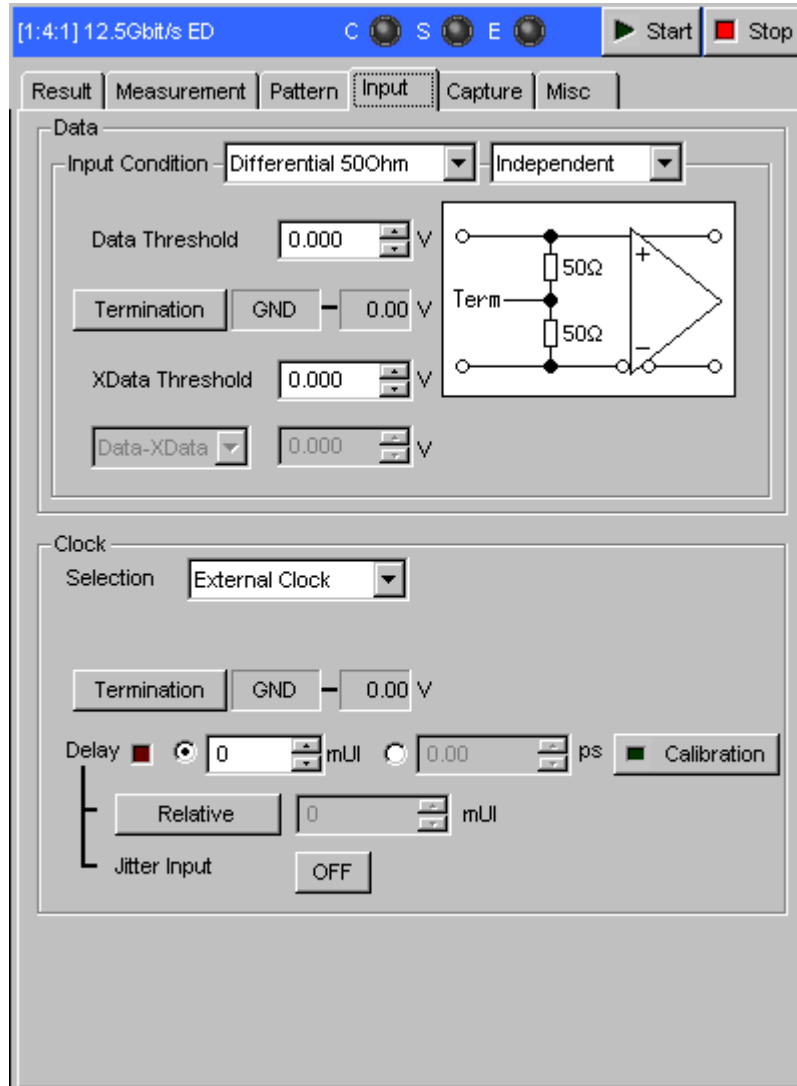 [1:4:1] 12.5Gbit/s ED C S E Start Stop
Result Measurement Pattern Input Capture Misc
Data
Input Condition Differential 50Ohm Independent
Data Threshold 0.000 V
50Ω
Termination GND 0.00 V Term
50Ω
XData Threshold 0.000 V
Data-XData 0.000 V
Clock
Selection External Clock
Termination GND 0.00 V
Delay 0 mUI 0.00 ps Calibration
Relative 0 mUI
Jitter Input OFF